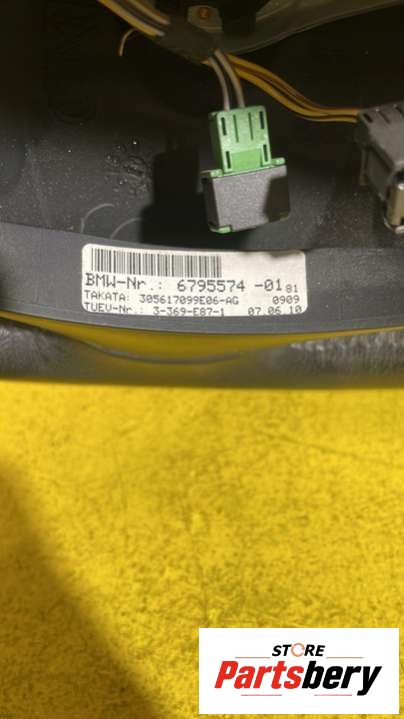 BMW-Nr.: 6795574 -01 81
TAKATA: 305617099E06-AG 0909
TUEV-Nr.: 3-369-E87-1 07.06.10
STORE
Partsbery